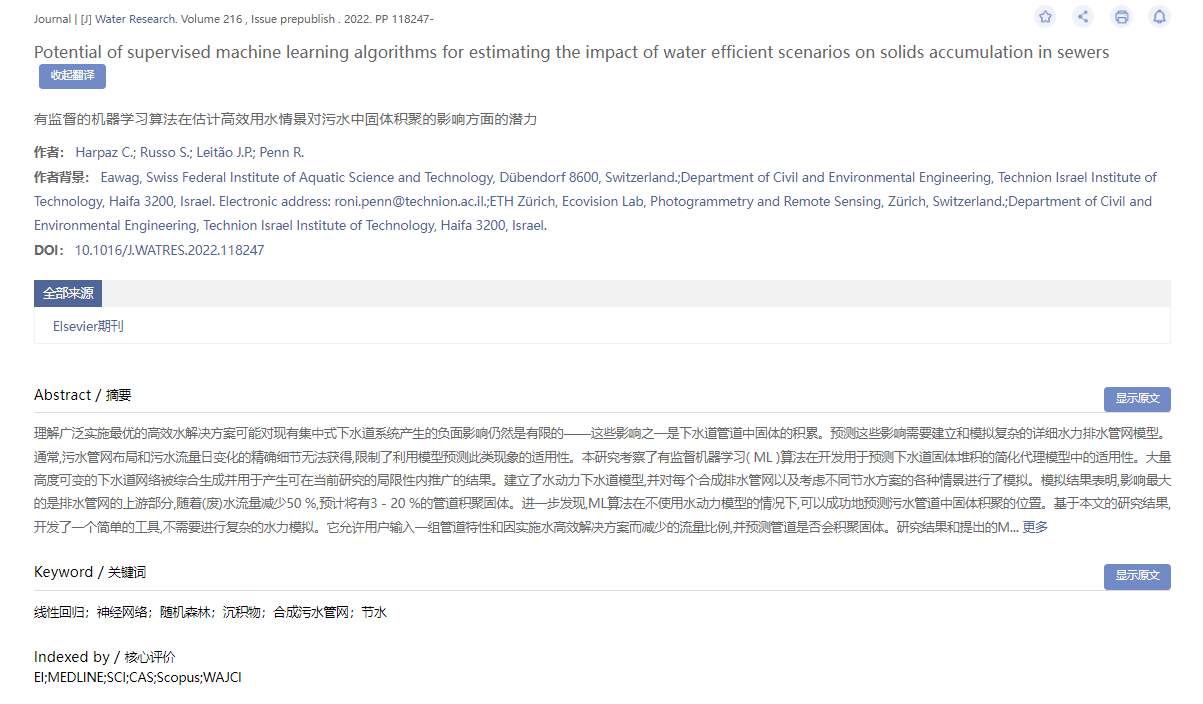 Journal | [J] Water Research. Volume 216 , Issue prepublish . 2022. PP 118247-
Potential of supervised machine learning algorithms for estimating the impact of water efficient scenarios on solids accumulation in sewers
收起翻译
有监督的机器学习算法在估计高效用水情景对污水中固体积聚的影响方面的潜力
作者： Harpaz C.; Russo S.; Leitão J.P.; Penn R.
作者背景： Eawag, Swiss Federal Institute of Aquatic Science and Technology, Dübendorf 8600, Switzerland.;Department of Civil and Environmental Engineering, Technion Israel Institute of
Technology, Haifa 3200, Israel. Electronic address: roni.penn@technion.ac.il.;ETH Zürich, Ecovision Lab, Photogrammetry and Remote Sensing, Zürich, Switzerland.;Department of Civil and
Environmental Engineering, Technion Israel Institute of Technology, Haifa 3200, Israel.
DOI： 10.1016/J.WATRES.2022.118247
全部来源
Elsevier期刊
Abstract / 摘要
显示原文
理解广泛实施最优的高效水解决方案可能对现有集中式下水道系统产生的负面影响仍然是有限的——这些影响之一是下水道管道中固体的积累。预测这些影响需要建立和模拟复杂的详细水力排水管网模型。
通常,污水管网布局和污水流量日变化的精确细节无法获得,限制了利用模型预测此类现象的适用性。本研究考察了有监督机器学习( ML )算法在开发用于预测下水道固体堆积的简化代理模型中的适用性。大量
高度可变的下水道网络被综合生成并用于产生可在当前研究的局限性内推广的结果。建立了水动力下水道模型,并对每个合成排水管网以及考虑不同节水方案的各种情景进行了模拟。模拟结果表明,影响最大
的是排水管网的上游部分,随着(废)水流量减少50 %,预计将有3 - 20 %的管道积聚固体。进一步发现,ML算法在不使用水动力模型的情况下,可以成功地预测污水管道中固体积聚的位置。基于本文的研究结果,
开发了一个简单的工具,不需要进行复杂的水力模拟。它允许用户输入一组管道特性和因实施水高效解决方案而减少的流量比例,并预测管道是否会积聚固体。研究结果和提出的M... 更多
Keyword / 关键词
显示原文
线性回归；神经网络；随机森林；沉积物；合成污水管网；节水
Indexed by / 核心评价
EI;MEDLINE;SCI;CAS;Scopus;WAJCI